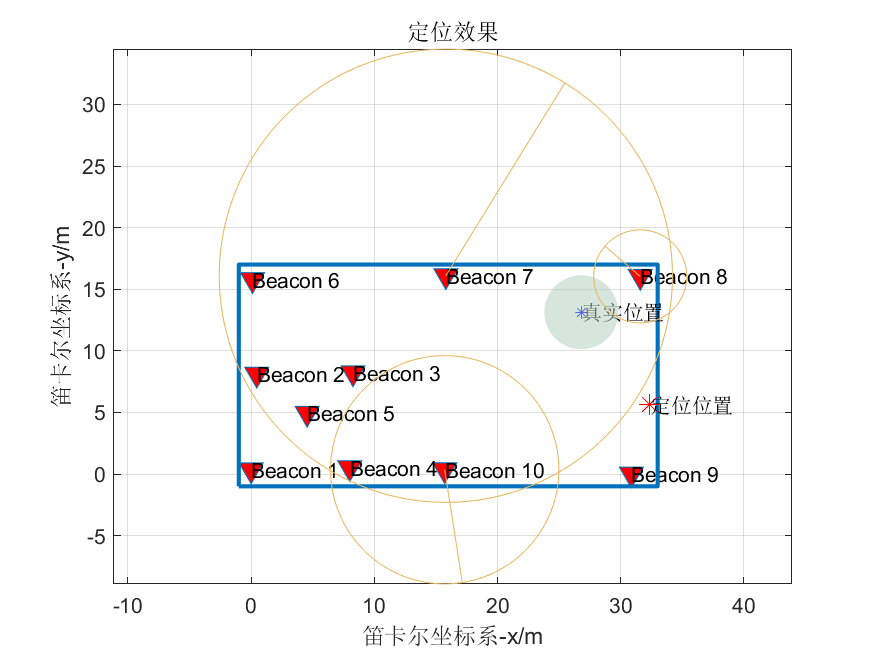 定位效果
笛卡尔坐标系-y/m
30
25
20
15
10
5
0
-5
Beacon 6
Beacon 7
Beacon 8
真实位置
Beacon 2
Beacon 3
定位位置
Beacon 5
Beacon 1
Beacon 4
Beacon 10
Beacon 9
-10
0
10
20
30
40
笛卡尔坐标系-x/m